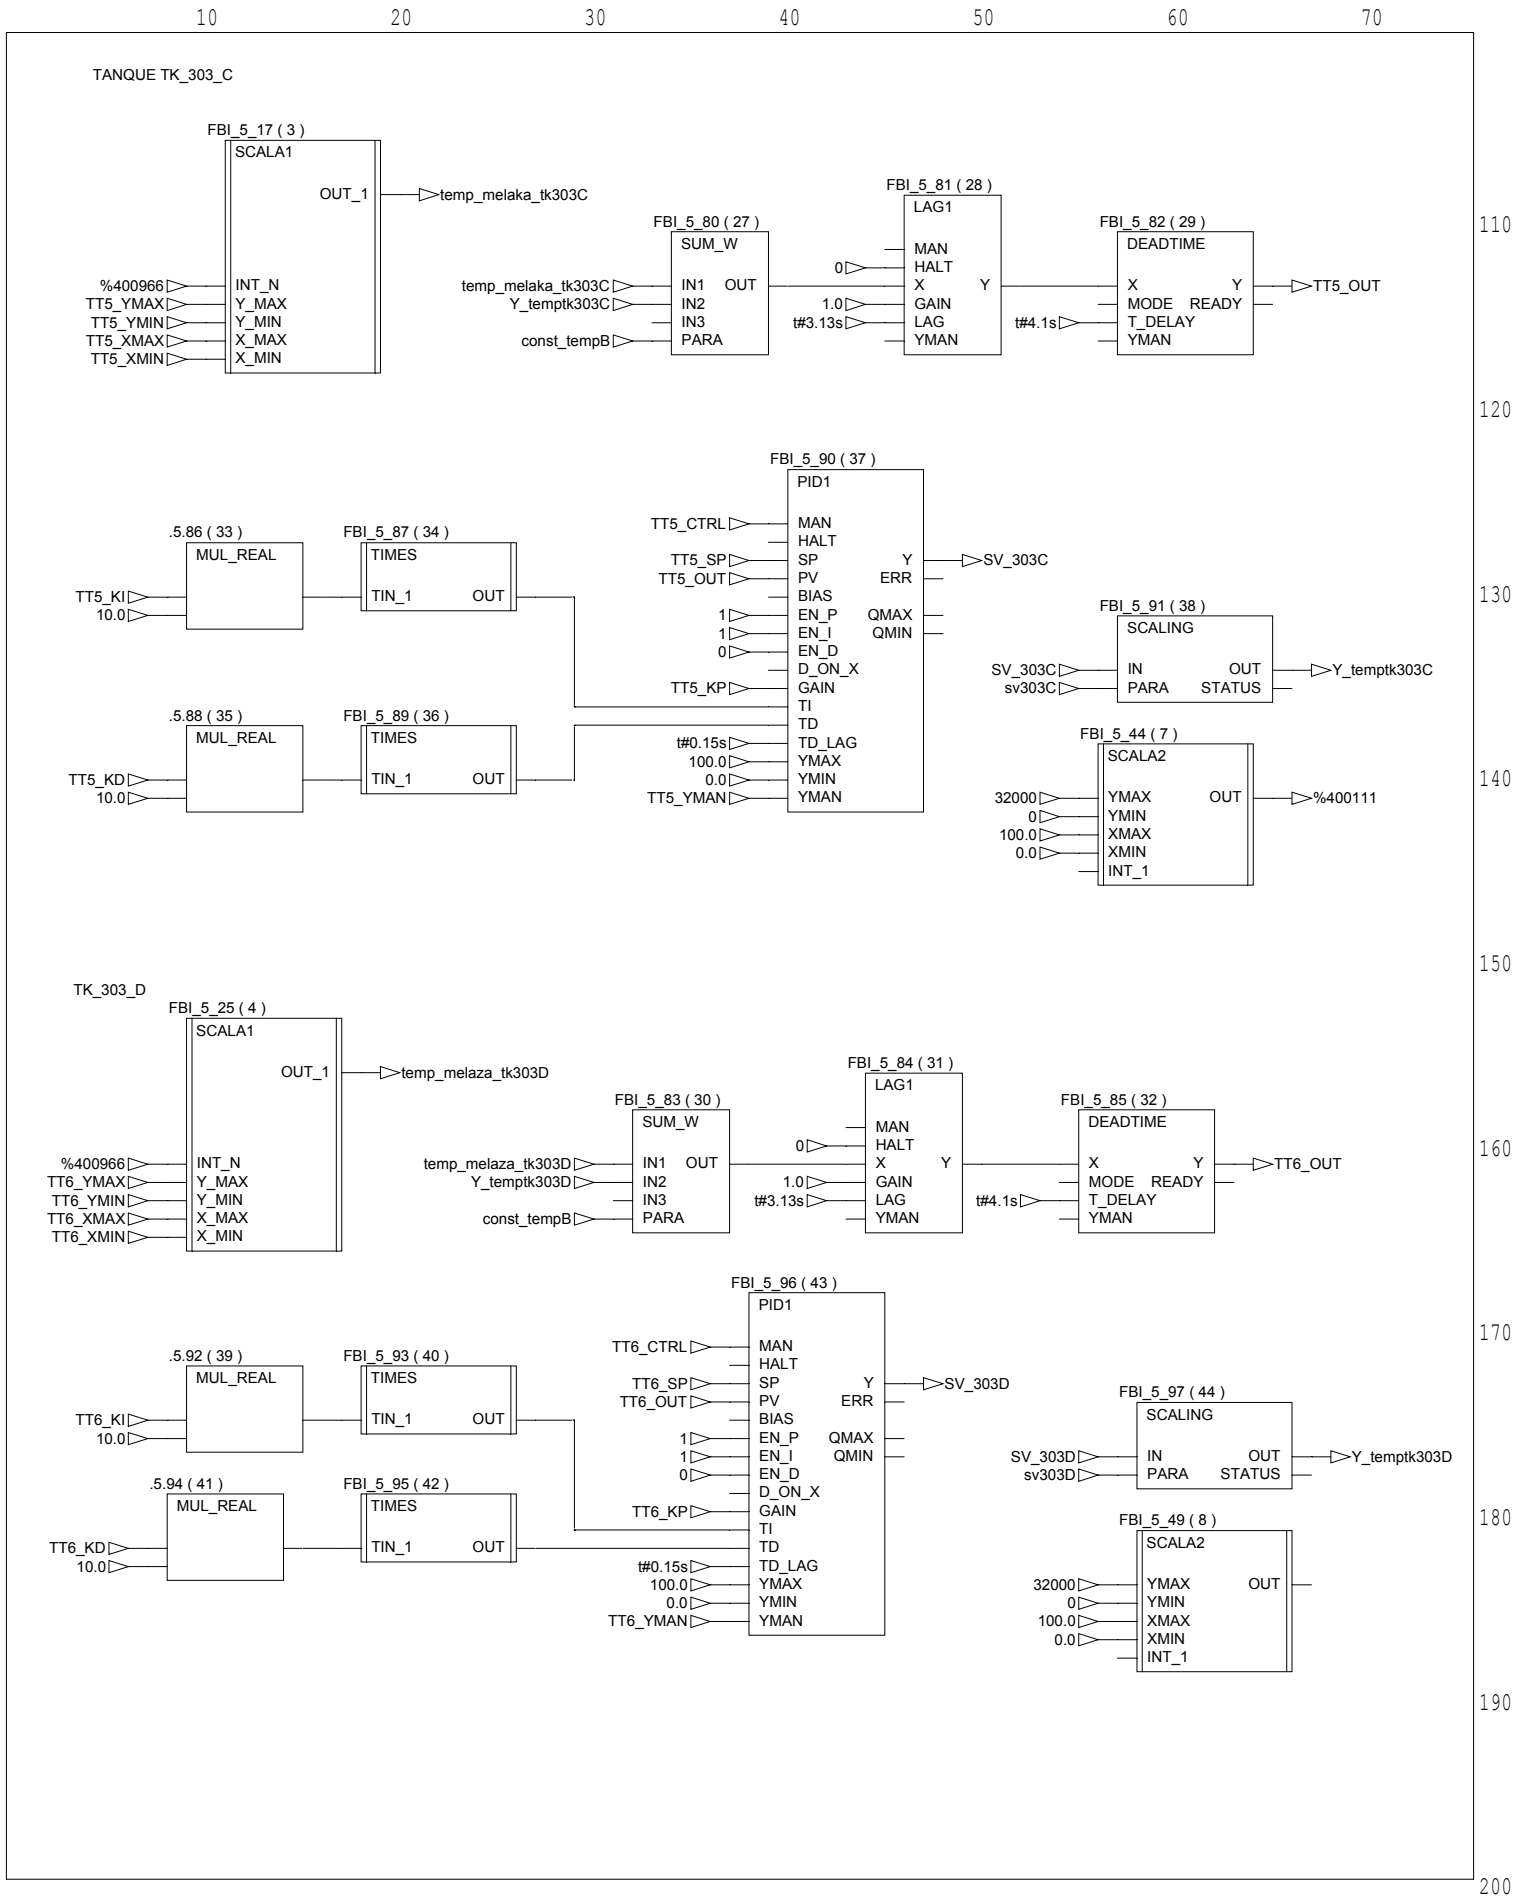 10 20 30 40 50 60 70
TANQUE TK_303_C
FBI_5_17 ( 3 )
SCALA1
OUT_1 temp_melaka_tk303C
%400966 INT_N
TT5_YMAX Y_MAX
TT5_YMIN Y_MIN
TT5_XMAX X_MAX
TT5_XMIN X_MIN
FBI_5_80 ( 27 )
SUM_W
temp_melaka_tk303C IN1 OUT
Y_temptk303C IN2
IN3
const_tempB PARA
FBI_5_81 ( 28 )
LAG1
MAN
0 HALT
X Y
1.0 GAIN
t#3.13s LAG
YMAN
FBI_5_82 ( 29 )
DEADTIME
X Y TT5_OUT
MODE READY
t#4.1s T_DELAY
YMAN
110
120
.5.86 ( 33 )
MUL_REAL
TT5_KI
10.0
FBI_5_87 ( 34 )
TIMES
TIN_1 OUT
.5.88 ( 35 )
MUL_REAL
TT5_KD
10.0
FBI_5_89 ( 36 )
TIMES
TIN_1 OUT
FBI_5_90 ( 37 )
PID1
TT5_CTRL MAN
HALT
TT5_SP SP Y SV_303C
TT5_OUT PV ERR
BIAS
1 EN_P QMAX
1 EN_I QMIN
0 EN_D
D_ON_X
TT5_KP GAIN
TI
TD
t#0.15s TD_LAG
100.0 YMAX
0.0 YMIN
TT5_YMAN YMAN
130
FBI_5_91 ( 38 )
SCALING
SV_303C IN OUT Y_temptk303C
sv303C PARA STATUS
FBI_5_44 ( 7 )
SCALA2
32000 YMAX OUT %400111
0 YMIN
100.0 XMAX
0.0 XMIN
INT_1
140
150
TK_303_D
FBI_5_25 ( 4 )
SCALA1
OUT_1 temp_melaza_tk303D
%400966 INT_N
TT6_YMAX Y_MAX
TT6_YMIN Y_MIN
TT6_XMAX X_MAX
TT6_XMIN X_MIN
FBI_5_83 ( 30 )
SUM_W
temp_melaza_tk303D IN1 OUT
Y_temptk303D IN2
IN3
const_tempB PARA
FBI_5_84 ( 31 )
LAG1
MAN
0 HALT
X Y
1.0 GAIN
t#3.13s LAG
YMAN
FBI_5_85 ( 32 )
DEADTIME
X Y TT6_OUT
MODE READY
t#4.1s T_DELAY
YMAN
160
170
.5.92 ( 39 )
MUL_REAL
TT6_KI
10.0
FBI_5_93 ( 40 )
TIMES
TIN_1 OUT
.5.94 ( 41 )
MUL_REAL
TT6_KD
10.0
FBI_5_95 ( 42 )
TIMES
TIN_1 OUT
FBI_5_96 ( 43 )
PID1
TT6_CTRL MAN
HALT
TT6_SP SP Y SV_303D
TT6_OUT PV ERR
BIAS
1 EN_P QMAX
1 EN_I QMIN
0 EN_D
D_ON_X
TT6_KP GAIN
TI
TD
t#0.15s TD_LAG
100.0 YMAX
0.0 YMIN
TT6_YMAN YMAN
FBI_5_97 ( 44 )
SCALING
SV_303D IN OUT Y_temptk303D
sv303D PARA STATUS
180
FBI_5_49 ( 8 )
SCALA2
32000 YMAX OUT
0 YMIN
100.0 XMAX
0.0 XMIN
INT_1
190
200